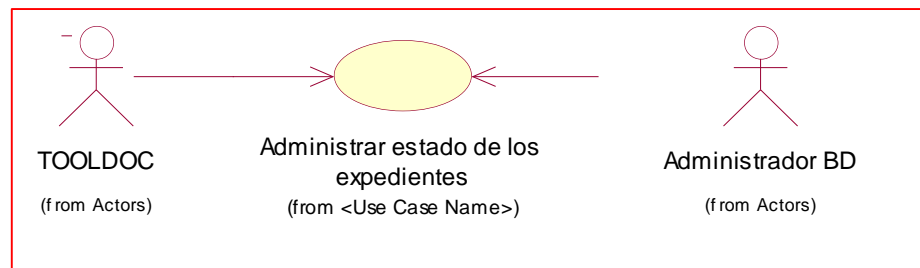 TOOLDOC
(from Actors)
Administrar estado de los
expedientes
(from <Use Case Name>)
Administrador BD
(from Actors)